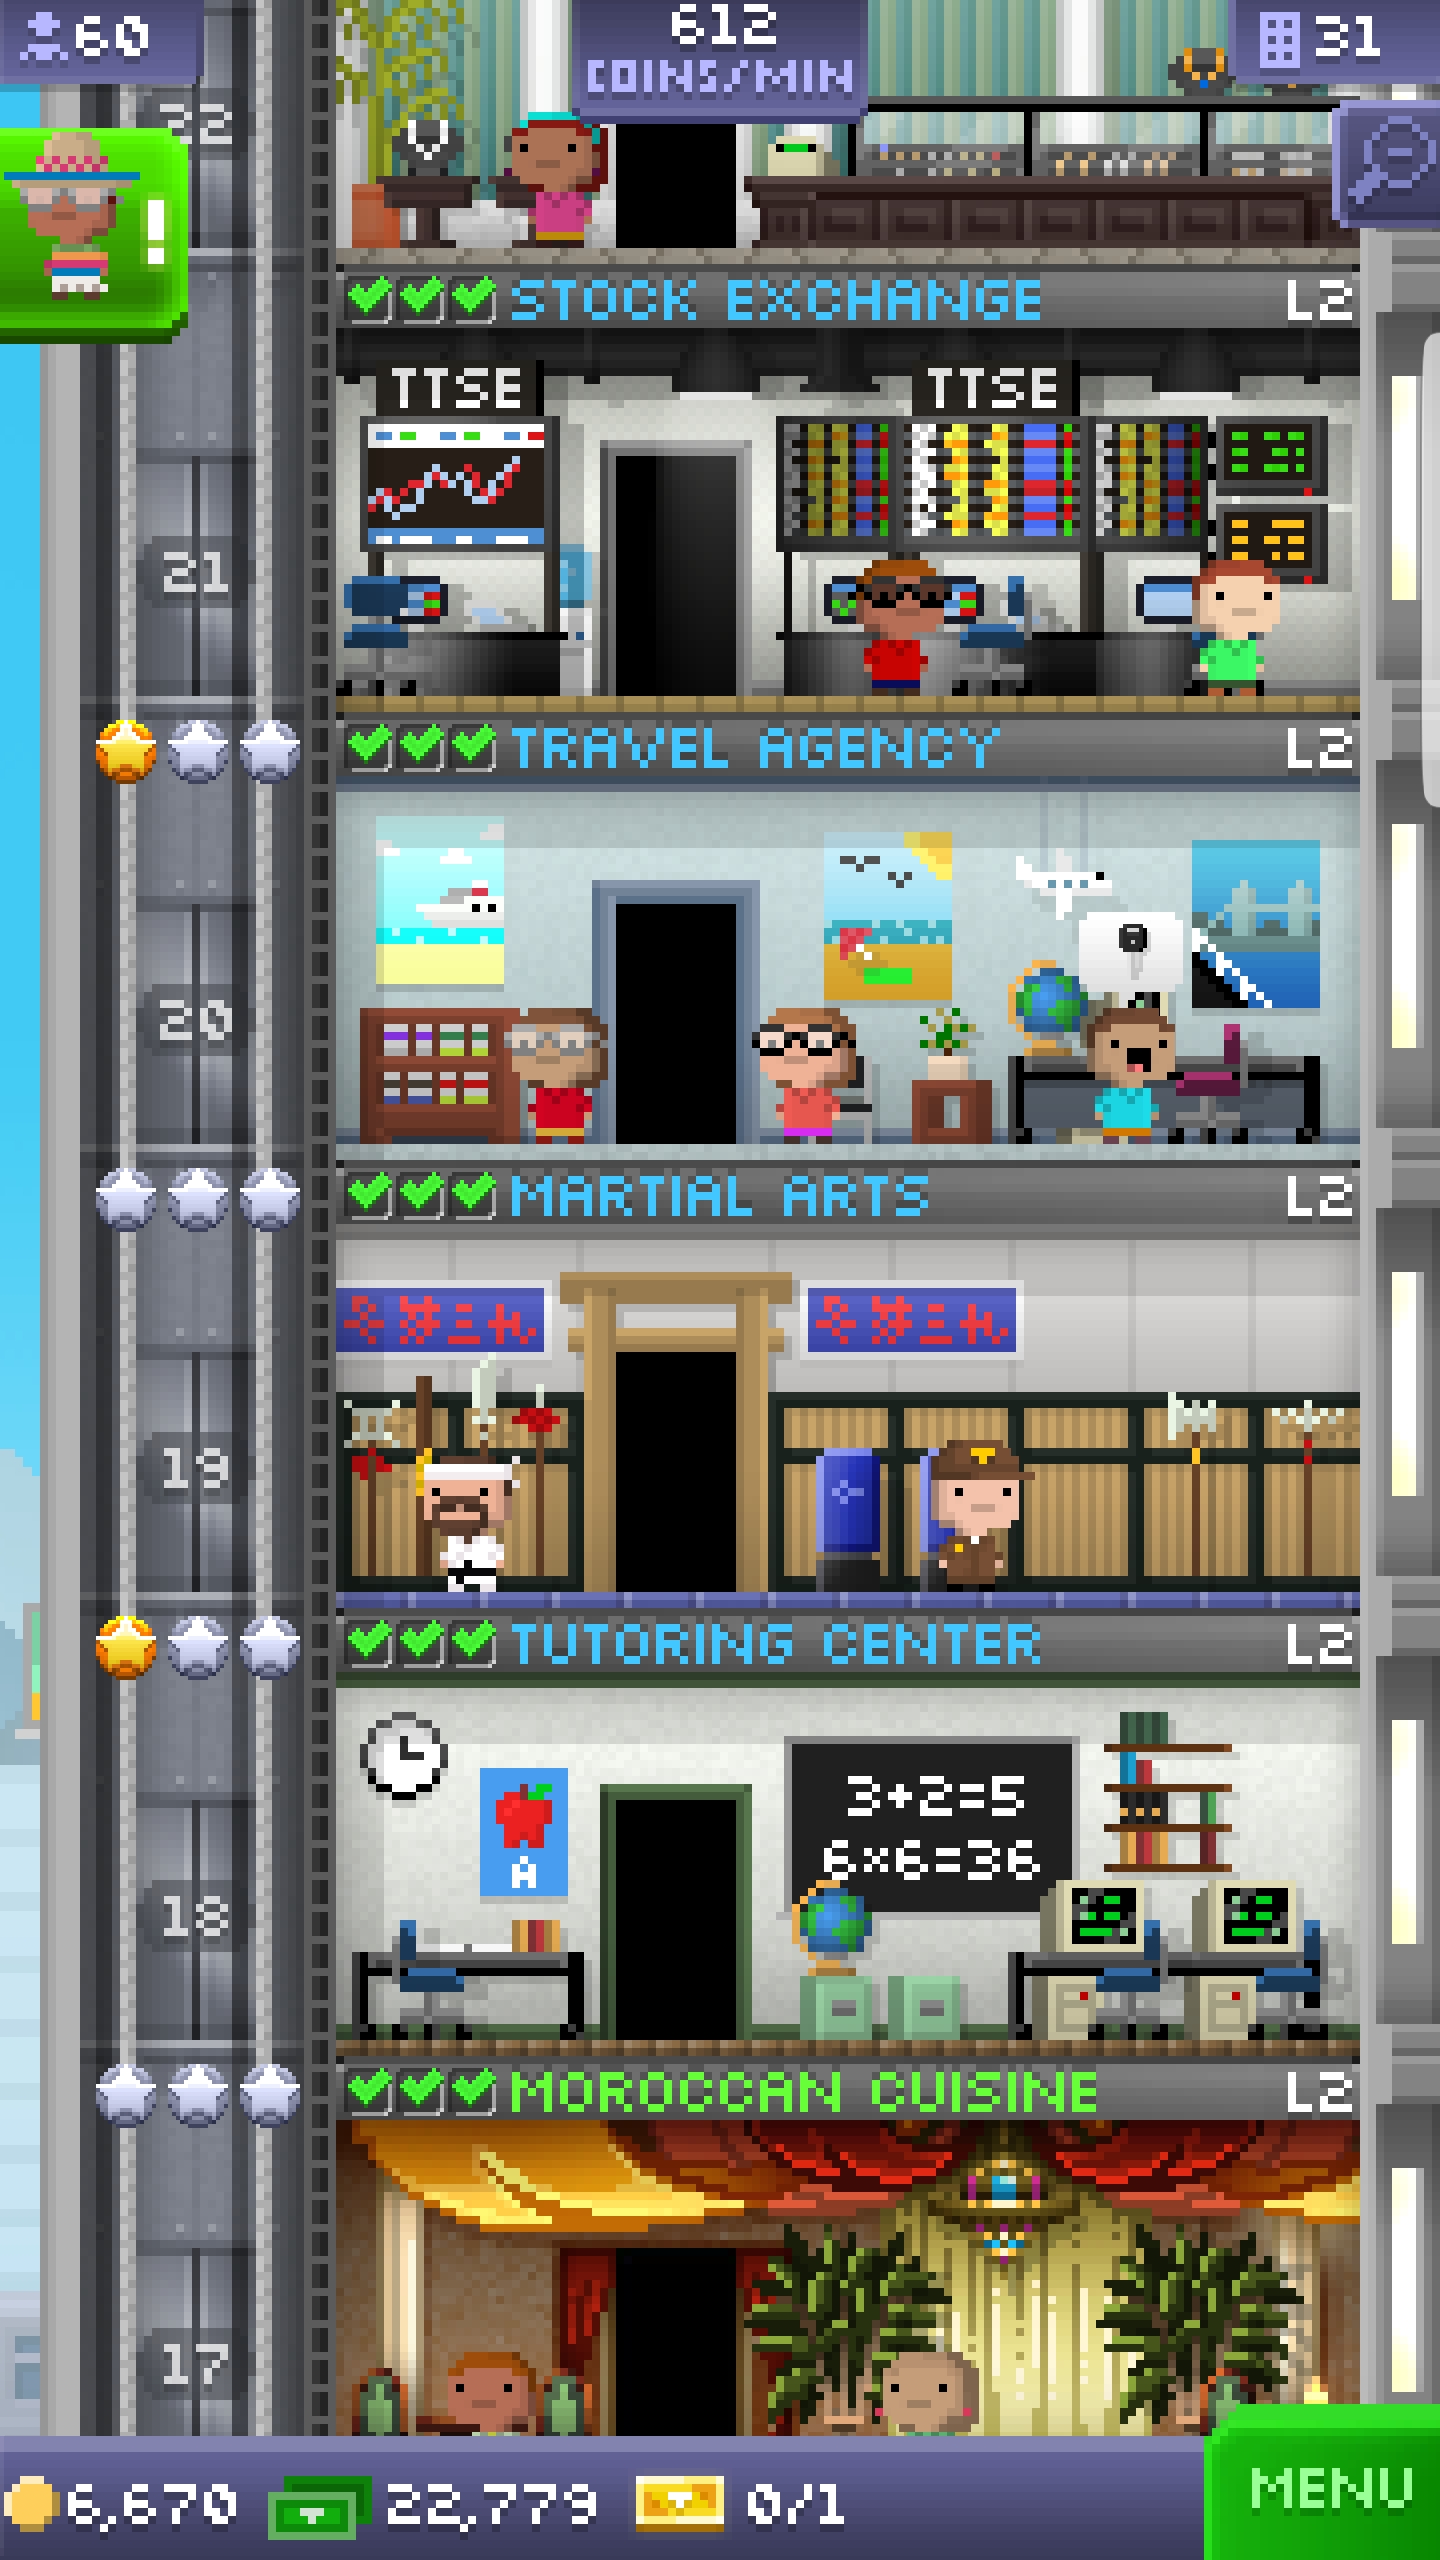 60
612
COINS/MIN
31
!
STOCK EXCHANGE L2
TTSE
TTSE
21
TRAVEL AGENCY L2
20
MARTIAL ARTS L2
19
TUTORING CENTER L2
3+2=5
6×6=36
A
18
MOROCCAN CUISINE L2
17
6,670
22,779
0/1
MENU